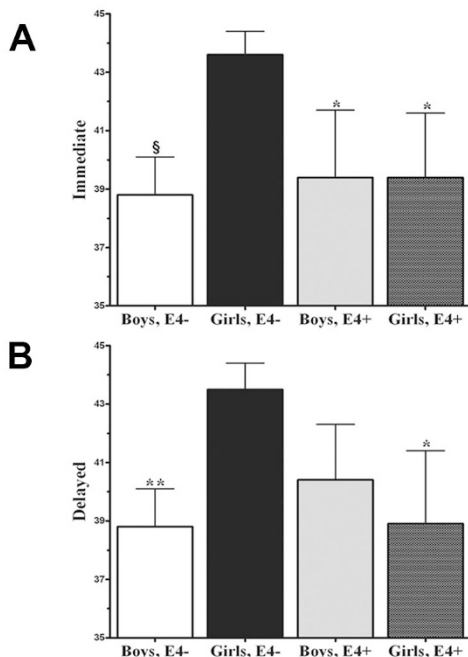 A
45
43
41
39
37
35
Immediate
§
*
*
Boys, E4-
Girls, E4-
Boys, E4+
Girls, E4+
B
45
43
41
39
37
35
Delayed
**
*
Boys, E4-
Girls, E4-
Boys, E4+
Girls, E4+